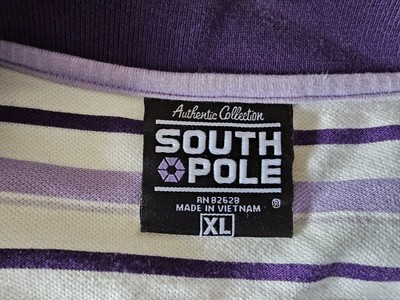 Authentic Collection
SOUTH
POLE
RN 82628
MADE IN VIETNAM
XL